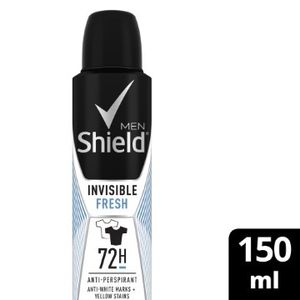 MEN
Shield
INVISIBLE
FRESH
72H
ANTI-PERSPIRANT
ANTI-WHITE MARKS +
YELLOW STAINS
150
ml